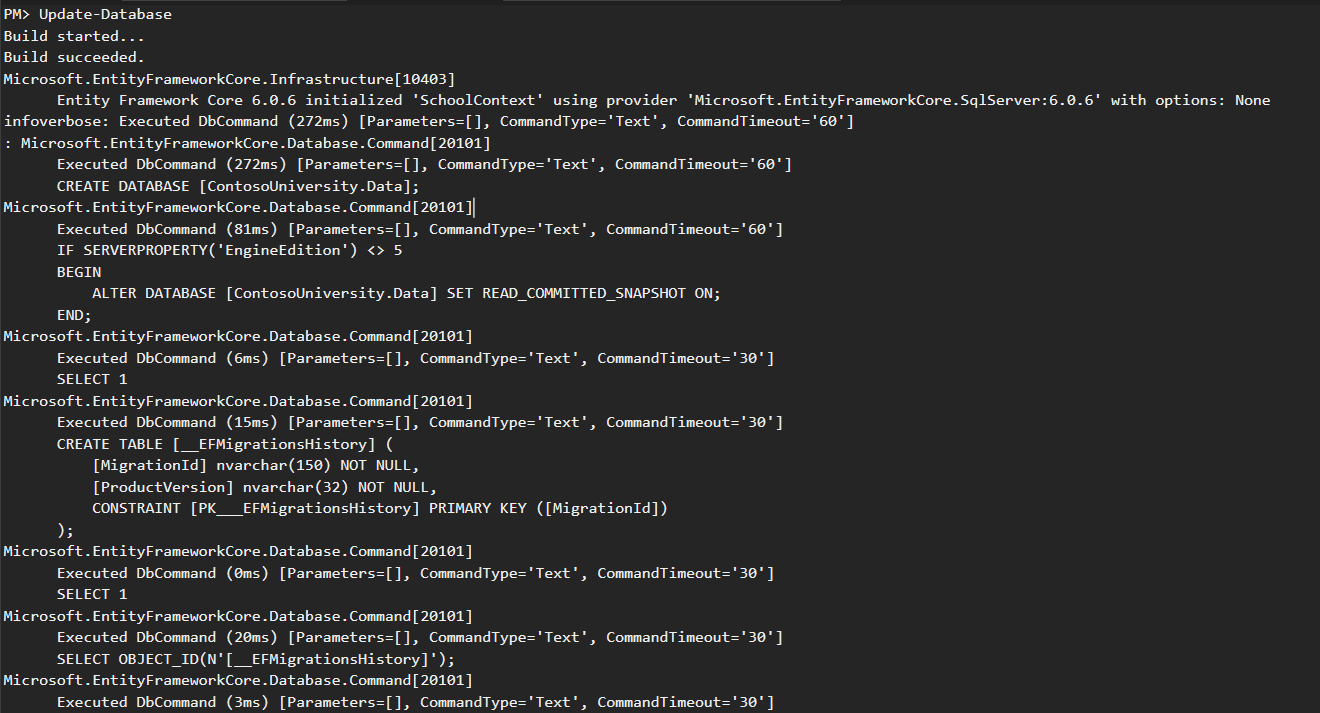 PM> Update-Database
Build started...
Build succeeded.
Microsoft.EntityFrameworkCore.Infrastructure[10403]
      Entity Framework Core 6.0.6 initialized 'SchoolContext' using provider 'Microsoft.EntityFrameworkCore.SqlServer:6.0.6' with options: None
infoverbose: Executed DbCommand (272ms) [Parameters=[], CommandType='Text', CommandTimeout='60']
: Microsoft.EntityFrameworkCore.Database.Command[20101]
      Executed DbCommand (272ms) [Parameters=[], CommandType='Text', CommandTimeout='60']
      CREATE DATABASE [ContosoUniversity.Data];
Microsoft.EntityFrameworkCore.Database.Command[20101]
      Executed DbCommand (81ms) [Parameters=[], CommandType='Text', CommandTimeout='60']
      IF SERVERPROPERTY('EngineEdition') <> 5
      BEGIN
          ALTER DATABASE [ContosoUniversity.Data] SET READ_COMMITTED_SNAPSHOT ON;
      END;
Microsoft.EntityFrameworkCore.Database.Command[20101]
      Executed DbCommand (6ms) [Parameters=[], CommandType='Text', CommandTimeout='30']
      SELECT 1
Microsoft.EntityFrameworkCore.Database.Command[20101]
      Executed DbCommand (15ms) [Parameters=[], CommandType='Text', CommandTimeout='30']
      CREATE TABLE [__EFMigrationsHistory] (
          [MigrationId] nvarchar(150) NOT NULL,
          [ProductVersion] nvarchar(32) NOT NULL,
          CONSTRAINT [PK___EFMigrationsHistory] PRIMARY KEY ([MigrationId])
      );
Microsoft.EntityFrameworkCore.Database.Command[20101]
      Executed DbCommand (0ms) [Parameters=[], CommandType='Text', CommandTimeout='30']
      SELECT 1
Microsoft.EntityFrameworkCore.Database.Command[20101]
      Executed DbCommand (20ms) [Parameters=[], CommandType='Text', CommandTimeout='30']
      SELECT OBJECT_ID(N'[__EFMigrationsHistory]');
Microsoft.EntityFrameworkCore.Database.Command[20101]
      Executed DbCommand (3ms) [Parameters=[], CommandType='Text', CommandTimeout='30']